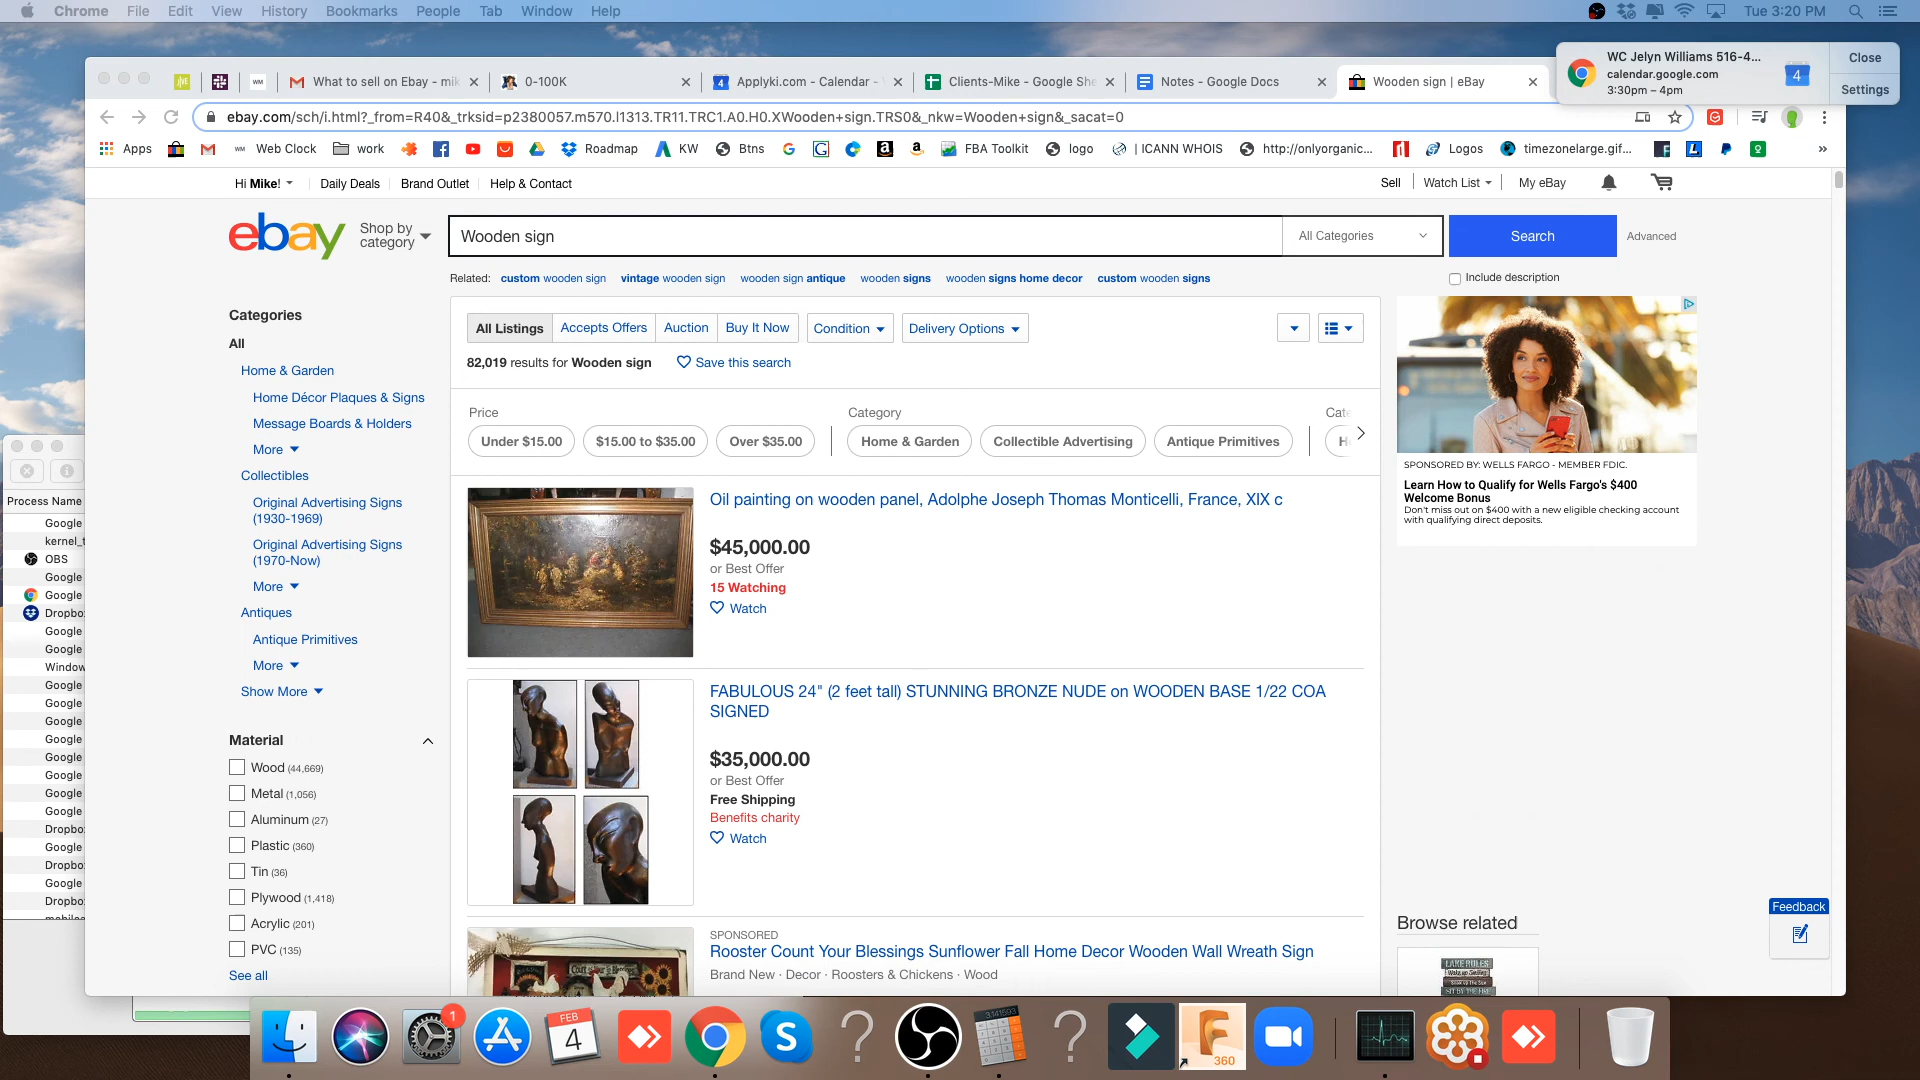 Chrome File Edit View History Bookmarks People Tab Window Help
Tue 3:20 PM
WC Jelyn Williams 516-4...
calendar.google.com
3:30pm – 4pm
Close
Settings
WM
What to sell on Ebay - mik
0-100K
4 Applyki.com - Calendar -
Clients-Mike - Google She
Notes - Google Docs
Wooden sign | eBay
ebay.com/sch/i.html?_from=R40&_trksid=p2380057.m570.l1313.TR11.TRC1.A0.H0.XWooden+sign.TRS0&_nkw=Wooden+sign&_sacat=0
Apps
WM Web Clock
work
Roadmap
KW
Btns
FBA Toolkit
logo
| ICANN WHOIS
http://onlyorganic...
Logos
timezonelarge.gif...
Hi Mike!
Daily Deals
Brand Outlet
Help & Contact
Sell
Watch List
My eBay
ebay
Shop by
category
Wooden sign
All Categories
Search
Advanced
Related: custom wooden sign vintage wooden sign wooden sign antique wooden signs wooden signs home decor custom wooden signs
Include description
Categories
All
Home & Garden
Home Décor Plaques & Signs
Message Boards & Holders
More
Collectibles
Original Advertising Signs
(1930-1969)
Original Advertising Signs
(1970-Now)
More
Antiques
Antique Primitives
More
Show More
Material
Wood (44,669)
Metal (1,056)
Aluminum (27)
Plastic (360)
Tin (36)
Plywood (1,418)
Acrylic (201)
PVC (135)
See all
All Listings Accepts Offers Auction Buy It Now Condition Delivery Options
82,019 results for Wooden sign Save this search
Price
Under $15.00 $15.00 to $35.00 Over $35.00
Category
Home & Garden Collectible Advertising Antique Primitives
Oil painting on wooden panel, Adolphe Joseph Thomas Monticelli, France, XIX c
$45,000.00
or Best Offer
15 Watching
Watch
FABULOUS 24" (2 feet tall) STUNNING BRONZE NUDE on WOODEN BASE 1/22 COA
SIGNED
$35,000.00
or Best Offer
Free Shipping
Benefits charity
Watch
SPONSORED
Rooster Count Your Blessings Sunflower Fall Home Decor Wooden Wall Wreath Sign
Brand New · Decor · Roosters & Chickens · Wood
SPONSORED BY: WELLS FARGO - MEMBER FDIC.
Learn How to Qualify for Wells Fargo's $400
Welcome Bonus
Don't miss out on $400 with a new eligible checking account
with qualifying direct deposits.
Browse related
LAKE RULES
Feedback
Process Name
Google
kernel_t
OBS
Google
Google
Dropbo
Google
Google
Window
Google
Google
Google
Google
Google
Google
Google
Google
Dropbo
Google
Dropbo
Google
Dropbo
1
FEB
4
S
3.141593
360